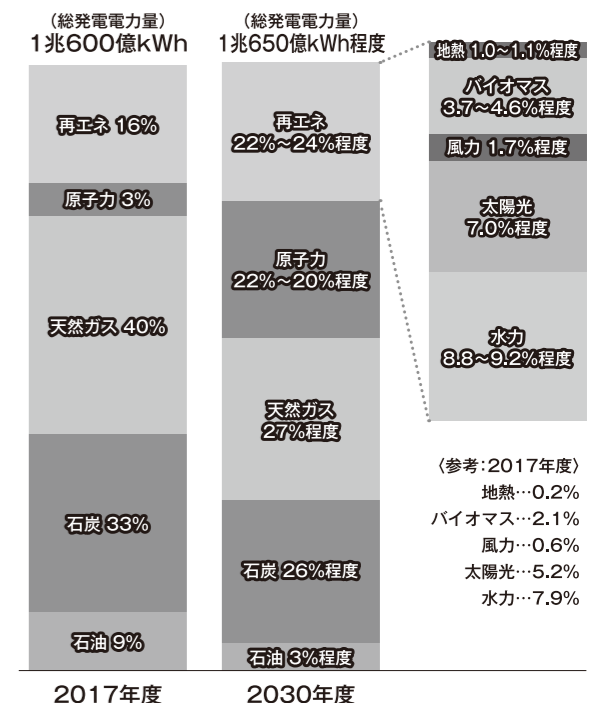 （総発電電力量）
1兆600億kWh
再エネ 16%
原子力 3%
天然ガス 40%
石炭 33%
石油 9%
2017年度
（総発電電力量）
1兆650億kWh程度
再エネ
22%〜24%程度
原子力
22%〜20%程度
天然ガス
27%程度
石炭 26%程度
石油 3%程度
2030年度
地熱 1.0〜1.1%程度
バイオマス
3.7〜4.6%程度
風力 1.7%程度
太陽光
7.0%程度
水力
8.8〜9.2%程度
〈参考：2017年度〉
地熱…0.2%
バイオマス…2.1%
風力…0.6%
太陽光…5.2%
水力…7.9%